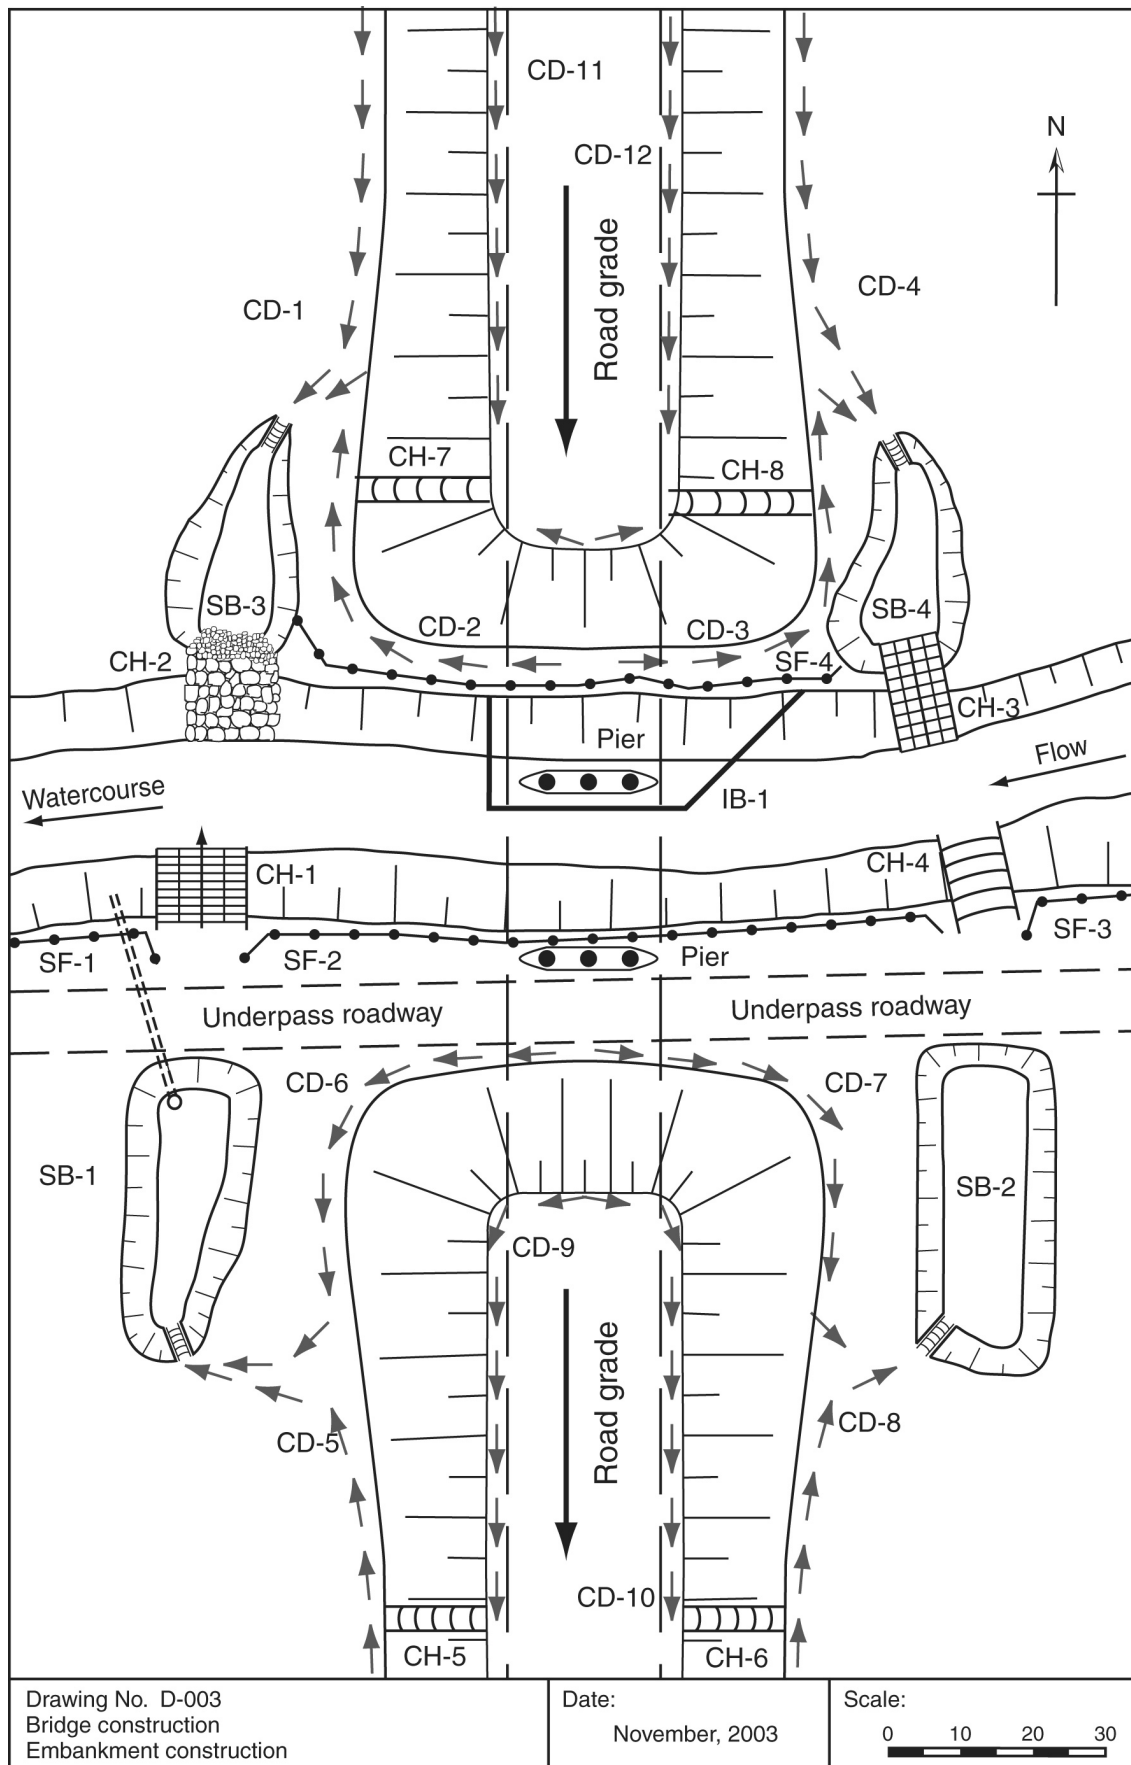 CD-11
N
CD-12
Road grade
CD-4
CD-1
CH-7
CH-8
SB-3
SB-4
CD-2
CD-3
CH-2
SF-4
CH-3
Pier
Flow
Watercourse
IB-1
CH-4
CH-1
SF-3
SF-1
SF-2
Pier
Underpass roadway
Underpass roadway
CD-6
CD-7
SB-1
SB-2
CD-9
Road grade
CD-5
CD-8
CD-10
CH-5
CH-6
Drawing No. D-003
Bridge construction
Embankment construction
Date:
November, 2003
Scale:
0 10 20 30